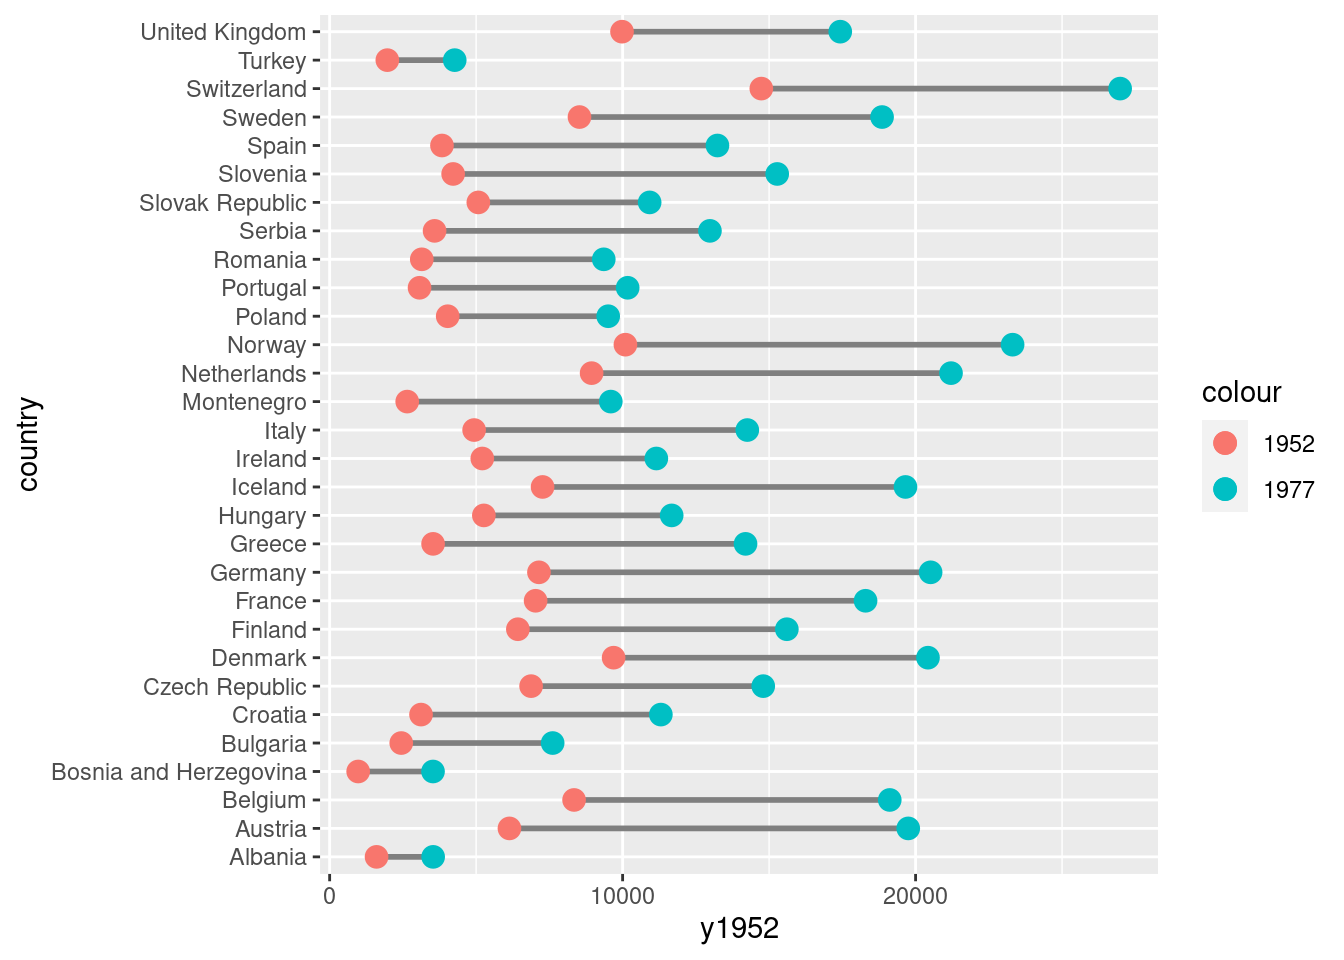 United Kingdom
Turkey
Switzerland
Sweden
Spain
Slovenia
Slovak Republic
Serbia
Romania
Portugal
Poland
Norway
Netherlands
Montenegro
Italy
Ireland
Iceland
Hungary
Greece
Germany
France
Finland
Denmark
Czech Republic
Croatia
Bulgaria
Bosnia and Herzegovina
Belgium
Austria
Albania
country
0 10000 20000
y1952
colour
1952
1977